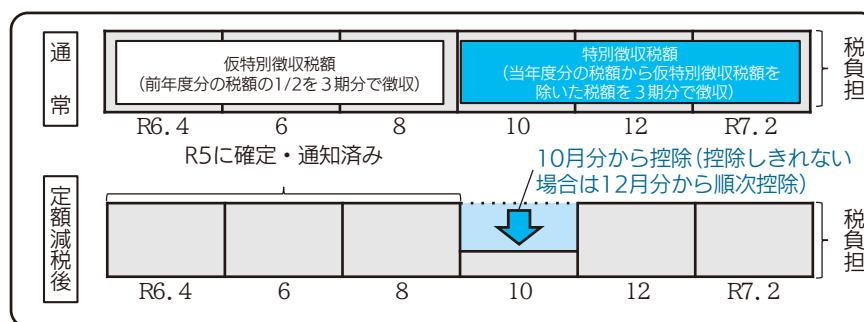 通常
仮特別徴収税額
(前年度分の税額の1/2を３期分で徴収)
特別徴収税額
(当年度分の税額から仮特別徴収税額を
除いた税額を３期分で徴収)
税負担
R6.4 6 8 10 12 R7.2
R5に確定・通知済み
10月分から控除(控除しきれない
場合は12月分から順次控除)
定額減税後
税負担
R6.4 6 8 10 12 R7.2